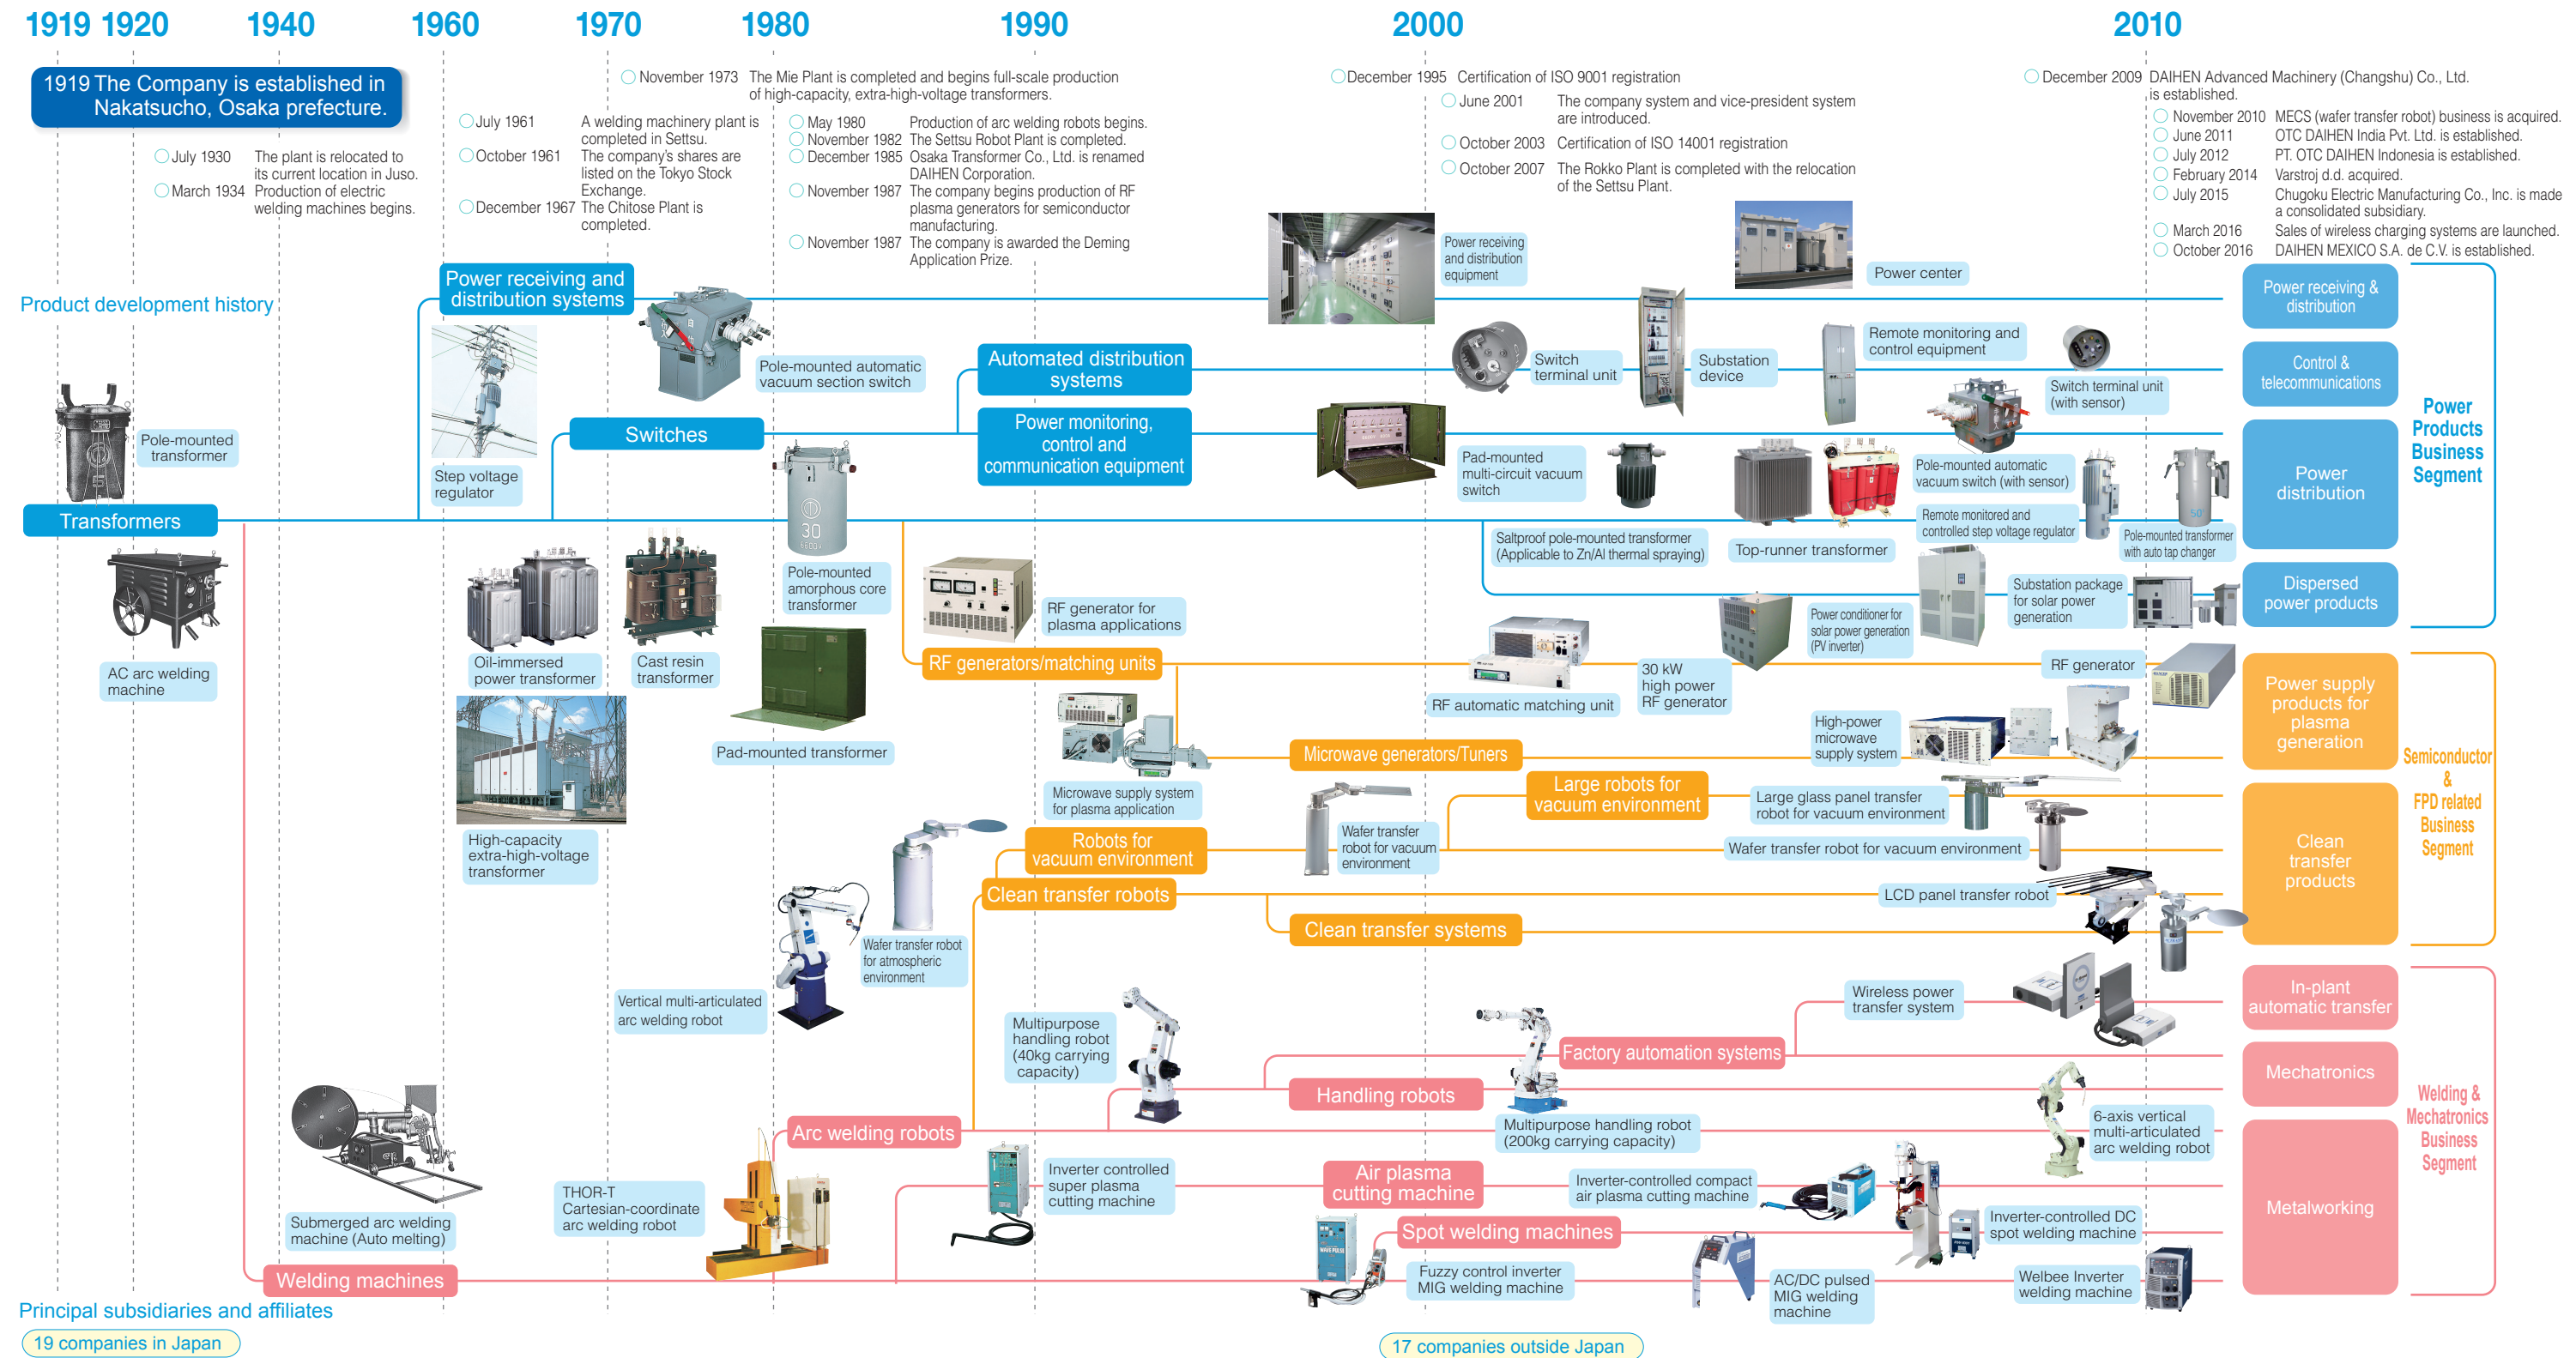 1919 1920 1940 1960 1970 1980 1990 2000 2010
1919 The Company is established in
Nakatsucho, Osaka prefecture.
July 1930 The plant is relocated to
its current location in Juso.
March 1934 Production of electric
welding machines begins.
July 1961 A welding machinery plant is
completed in Settsu.
October 1961 The company's shares are
listed on the Tokyo Stock
Exchange.
December 1967 The Chitose Plant is
completed.
November 1973 The Mie Plant is completed and begins full-scale production
of high-capacity, extra-high-voltage transformers.
May 1980 Production of arc welding robots begins.
November 1982 The Settsu Robot Plant is completed.
December 1985 Osaka Transformer Co., Ltd. is renamed
DAIHEN Corporation.
November 1987 The company begins production of RF
plasma generators for semiconductor
manufacturing.
November 1987 The company is awarded the Deming
Application Prize.
December 1995 Certification of ISO 9001 registration
June 2001 The company system and vice-president system
are introduced.
October 2003 Certification of ISO 14001 registration
October 2007 The Rokko Plant is completed with the relocation
of the Settsu Plant.
December 2009 DAIHEN Advanced Machinery (Changshu) Co., Ltd.
is established.
November 2010 MECS (wafer transfer robot) business is acquired.
June 2011 OTC DAIHEN India Pvt. Ltd. is established.
July 2012 PT. OTC DAIHEN Indonesia is established.
February 2014 Varstroj d.d. acquired.
July 2015 Chugoku Electric Manufacturing Co., Inc. is made
a consolidated subsidiary.
March 2016 Sales of wireless charging systems are launched.
October 2016 DAIHEN MEXICO S.A. de C.V. is established.
Product development history
Power receiving and
distribution systems
Power receiving
and distribution
equipment
Power center
Power receiving &
distribution
Pole-mounted automatic
vacuum section switch
Automated distribution
systems
Switch
terminal unit
Substation
device
Remote monitoring and
control equipment
Switch terminal unit
(with sensor)
Control &
telecommunications
Pole-mounted
transformer
Step voltage
regulator
Switches
Power monitoring,
control and
communication equipment
Pad-mounted
multi-circuit vacuum
switch
Pole-mounted automatic
vacuum switch (with sensor)
Power
distribution
Power
Products
Business
Segment
Transformers
30
50
Saltproof pole-mounted transformer
(Applicable to Zn/Al thermal spraying)
Top-runner transformer
Remote monitored and
controlled step voltage regulator
Pole-mounted transformer
with auto tap changer
AC arc welding
machine
Oil-immersed
power transformer
Cast resin
transformer
Pole-mounted
amorphous core
transformer
RF generator for
plasma applications
Power conditioner for
solar power generation
(PV inverter)
Substation package
for solar power
generation
Dispersed
power products
High-capacity
extra-high-voltage
transformer
Pad-mounted transformer
RF generators/matching units
RF automatic matching unit
30 kW
high power
RF generator
RF generator
Power supply
products for
plasma
generation
Microwave supply system
for plasma application
Microwave generators/Tuners
High-power
microwave
supply system
Semiconductor
&
FPD related
Business
Segment
Large robots for
vacuum environment
Large glass panel transfer
robot for vacuum environment
Robots for
vacuum environment
Wafer transfer
robot for vacuum
environment
Wafer transfer robot for vacuum environment
Clean
transfer
products
Clean transfer robots
LCD panel transfer robot
Clean transfer systems
Wafer transfer robot
for atmospheric
environment
Vertical multi-articulated
arc welding robot
Wireless power
transfer system
In-plant
automatic transfer
Multipurpose
handling robot
(40kg carrying
capacity)
Factory automation systems
Mechatronics
Handling robots
Multipurpose handling robot
(200kg carrying capacity)
6-axis vertical
multi-articulated
arc welding robot
Welding &
Mechatronics
Business
Segment
Arc welding robots
Submerged arc welding
machine (Auto melting)
THOR-T
Cartesian-coordinate
arc welding robot
Inverter controlled
super plasma
cutting machine
Air plasma
cutting machine
Inverter-controlled compact
air plasma cutting machine
Metalworking
Spot welding machines
Inverter-controlled DC
spot welding machine
Welding machines
Fuzzy control inverter
MIG welding machine
AC/DC pulsed
MIG welding
machine
Welbee Inverter
welding machine
Principal subsidiaries and affiliates
19 companies in Japan
17 companies outside Japan